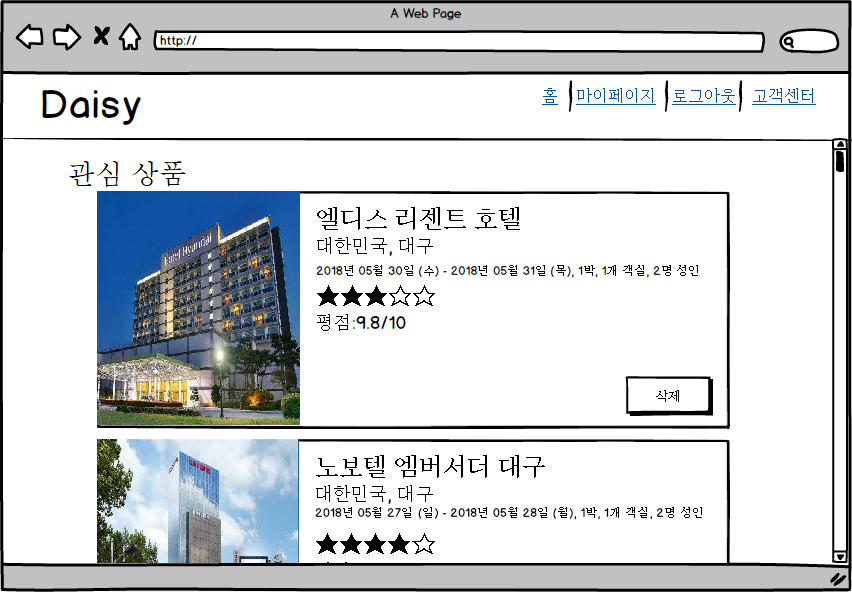 A Web Page
http://
Daisy
홈 마이페이지 로그아웃 고객센터
관심 상품
Hotel Hyundai
엘디스 리젠트 호텔
대한민국, 대구
2018년 05월 30일 (수) - 2018년 05월 31일 (목), 1박, 1개 객실, 2명 성인
평점:9.8/10
삭제
노보텔 엠버서더 대구
대한민국, 대구
2018년 05월 27일 (일) - 2018년 05월 28일 (월), 1박, 1개 객실, 2명 성인